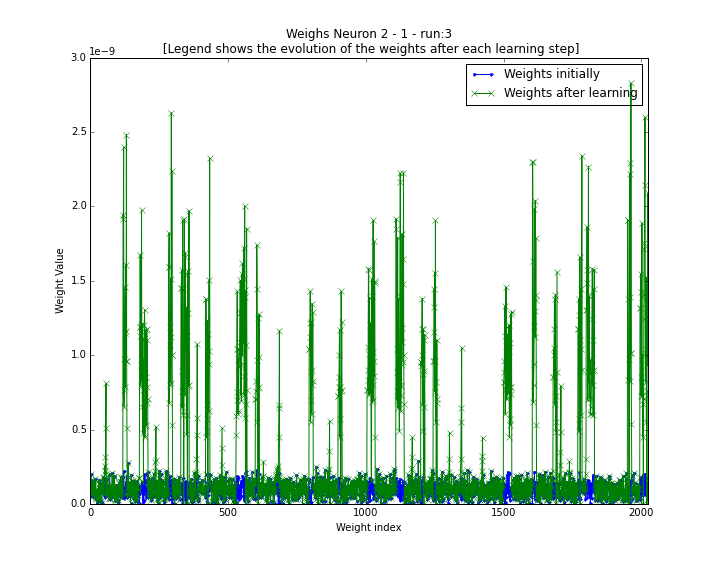 Weighs Neuron 2 - 1 - run:3
[Legend shows the evolution of the weights after each learning step]
1e−9
Weights initially
Weights after learning
3.0
2.5
2.0
1.5
1.0
0.5
0.0
Weight Value
0
500
1000
1500
2000
Weight index